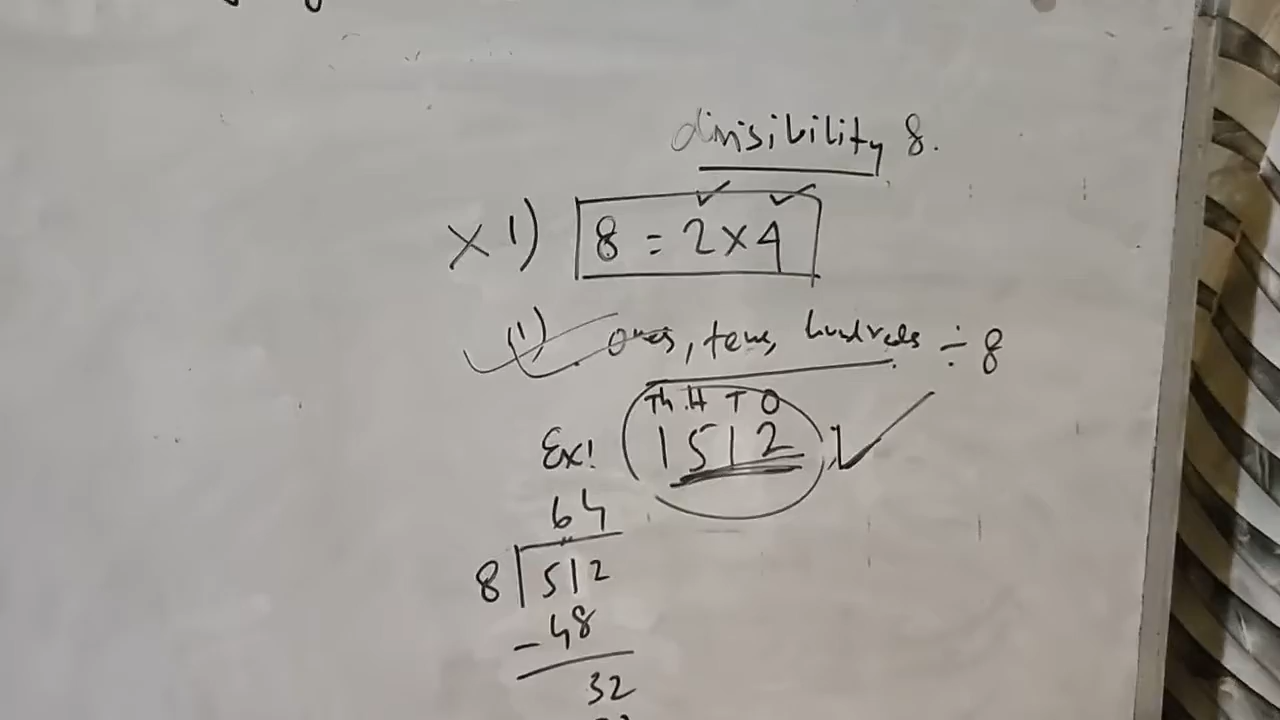 divisibility 8.
× 1) 8 = 2 × 4
1) ones, tens, hundreds ÷ 8
Th H T O
Ex! 1512
64
8 512
- 48
32